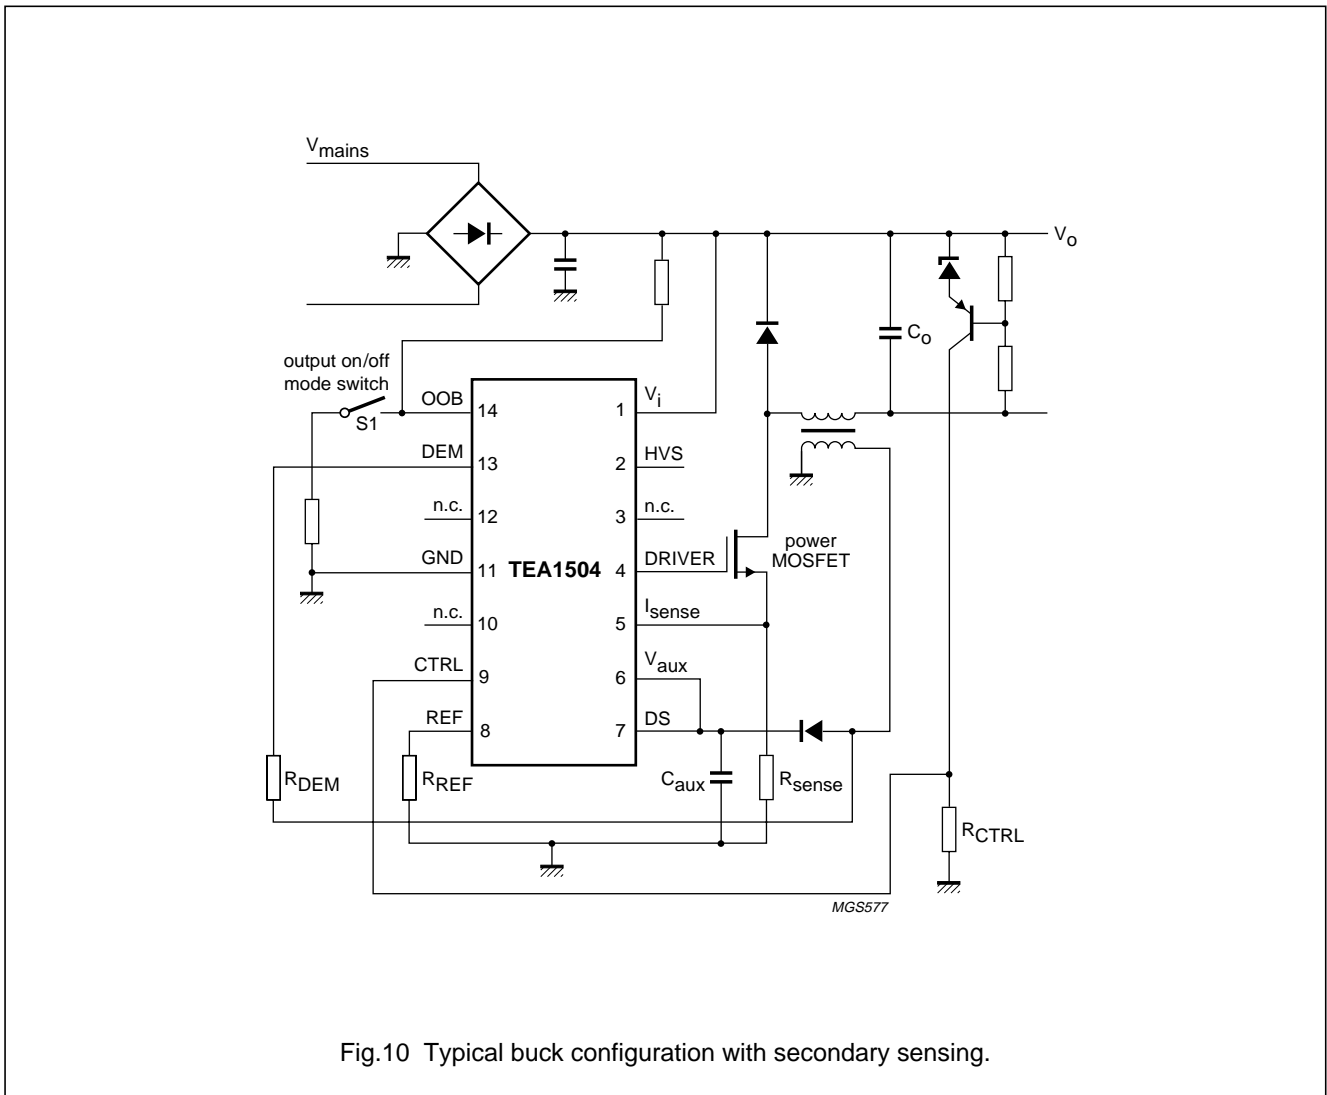 Vmains
Vo
output on/off
mode switch
S1
OOB 14
1 Vi
Co
DEM 13
2 HVS
n.c. 12
3 n.c.
GND 11
TEA1504
4 DRIVER
power
MOSFET
n.c. 10
5 Isense
CTRL 9
6 Vaux
REF 8
7 DS
RDEM
RREF
Caux
Rsense
RCTRL
MGS577
Fig.10 Typical buck configuration with secondary sensing.